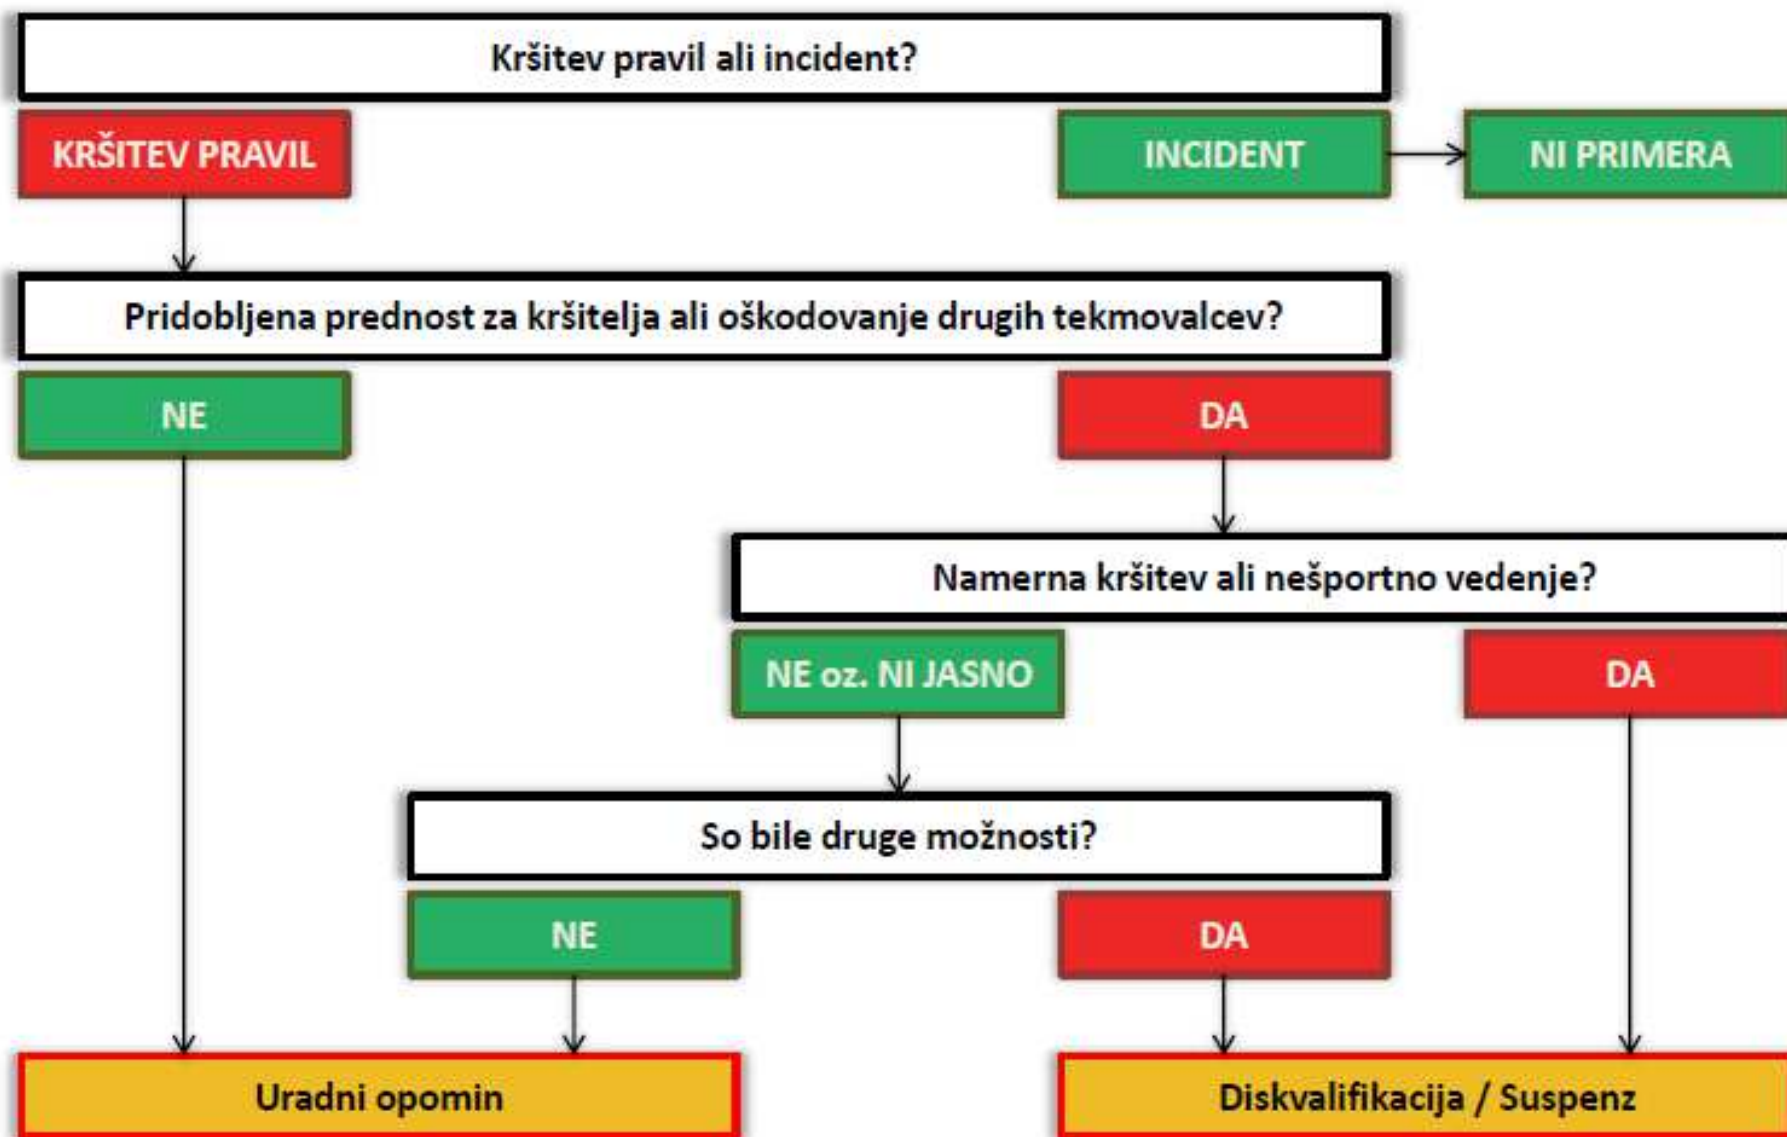 Kršitev pravil ali incident?
KRŠITEV PRAVIL
INCIDENT
NI PRIMERA
Pridobljena prednost za kršitelja ali oškodovanje drugih tekmovalcev?
NE
DA
Namerna kršitev ali nešportno vedenje?
NE oz. NI JASNO
DA
So bile druge možnosti?
NE
DA
Uradni opomin
Diskvalifikacija / Suspenz